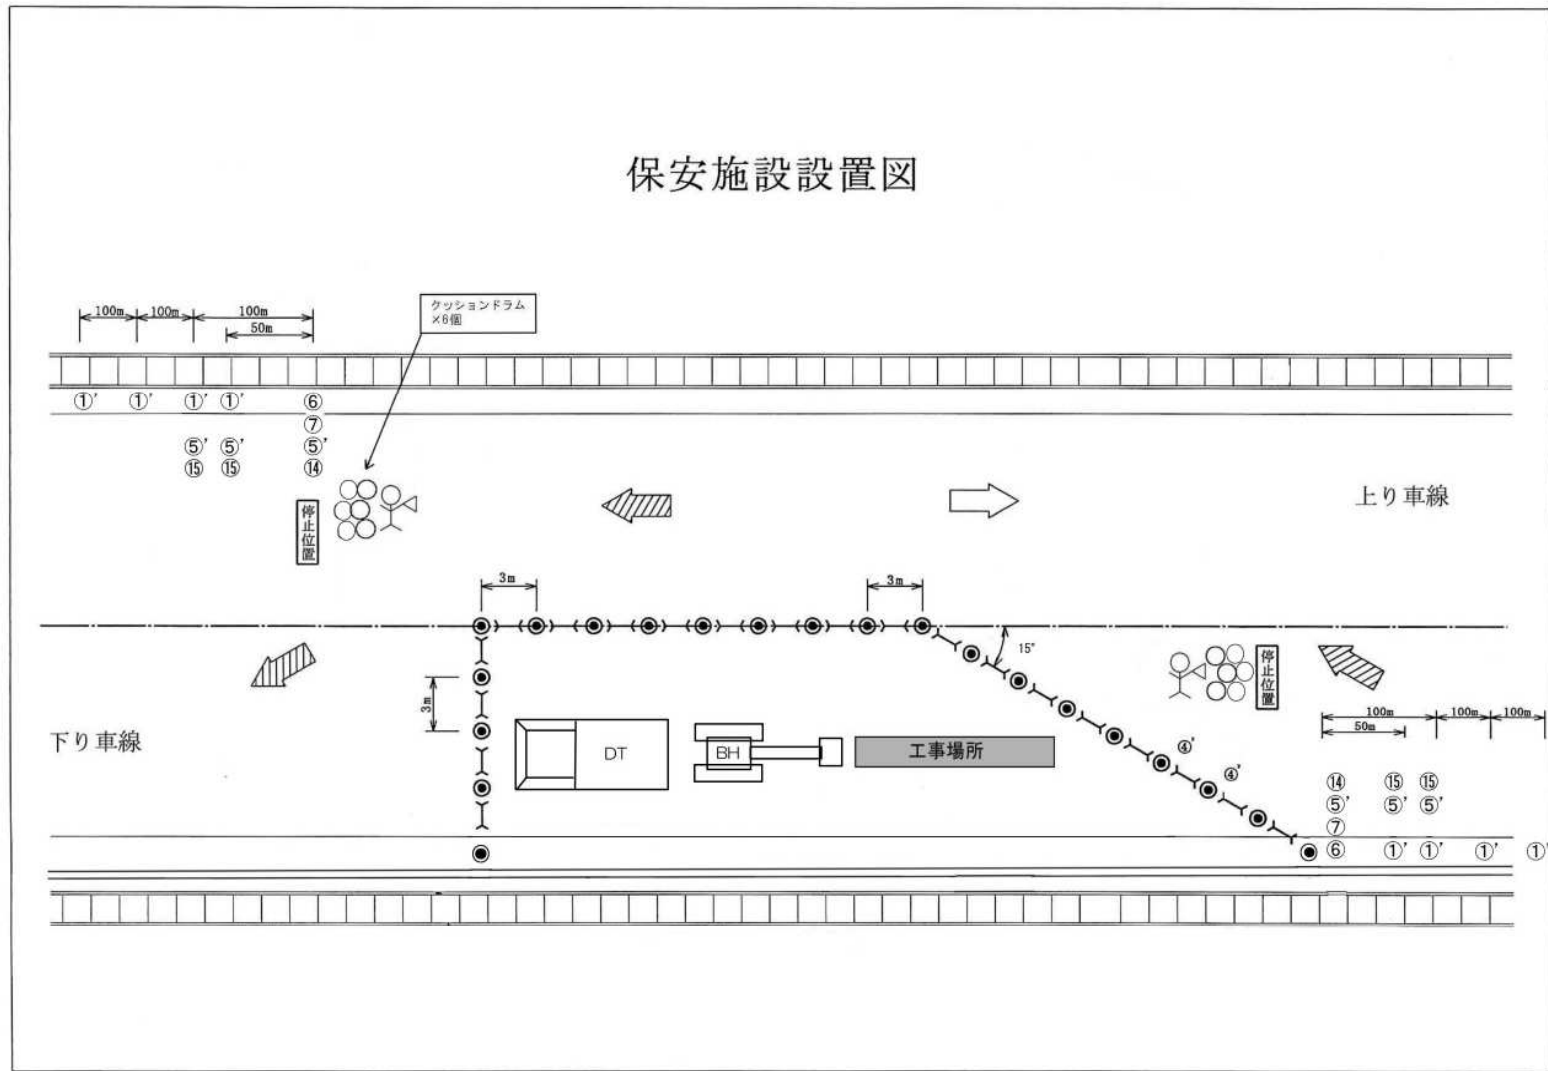 保安施設設置図
クッションドラム
×6個
100m 100m 100m
50m
①' ①' ①' ①' ⑥
⑦
⑤' ⑤' ⑤'
⑮ ⑮ ⑭
停止位置
上り車線
3m 3m
15°
停止位置
3m
100m 100m 100m
50m
下り車線
DT
BH
工事場所
④'
④'
⑭ ⑮ ⑮
⑤' ⑤' ⑤'
⑦
⑥ ①' ①' ①' ①'